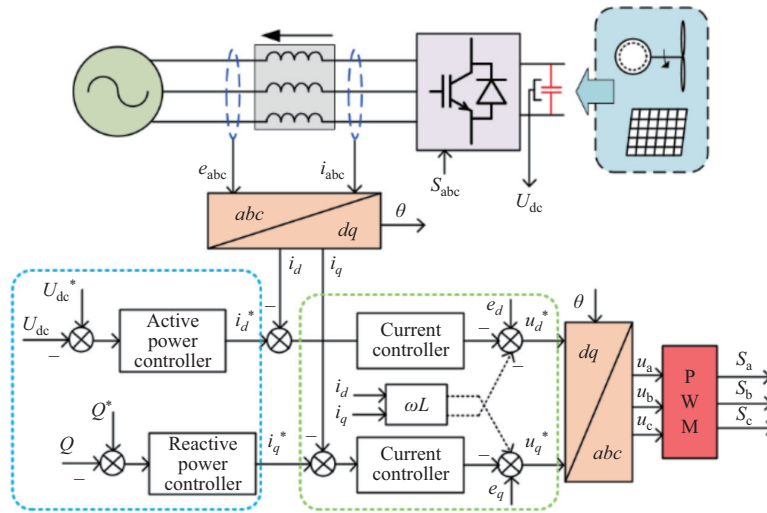 e_abc
i_abc
S_abc
U_dc
abc
dq
θ
i_d
i_q
U_dc*
U_dc
−
Active
power
controller
i_d*
−
Current
controller
−
e_d
u_d*
−
θ
dq
abc
u_a
u_b
u_c
P
W
M
S_a
S_b
S_c
i_d
i_q
ωL
Q*
Q
−
Reactive
power
controller
i_q*
−
Current
controller
−
u_q*
e_q